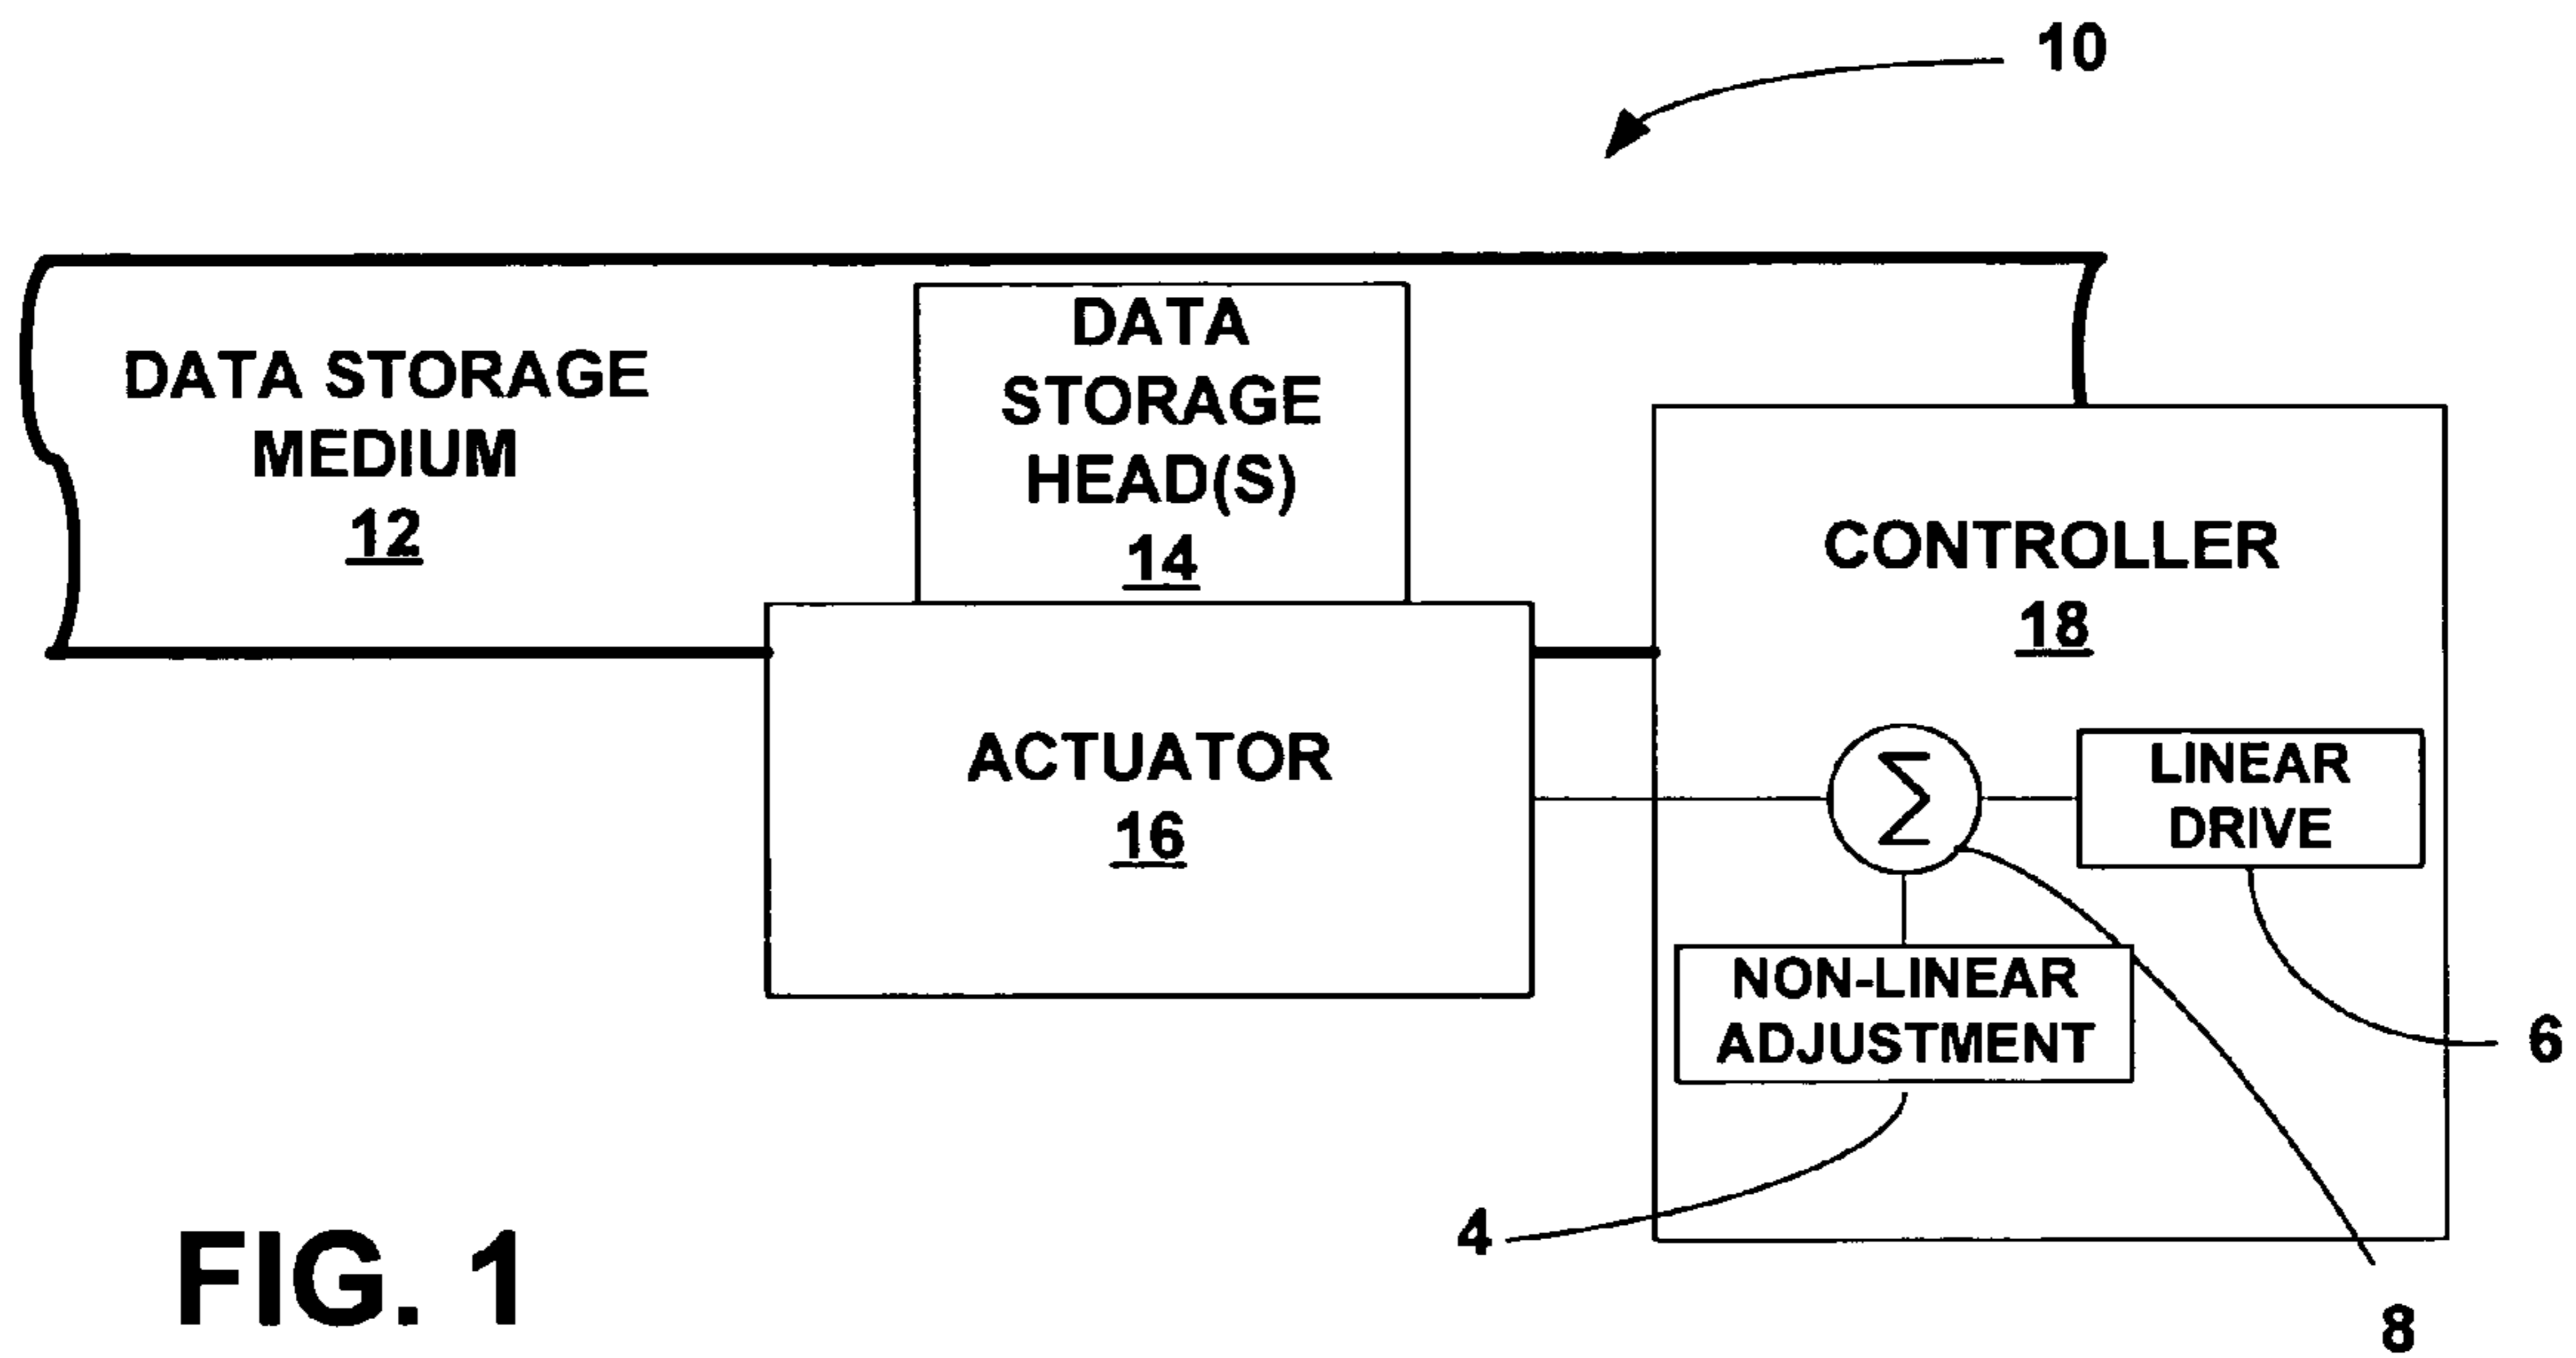 10
DATA STORAGE
MEDIUM
12
DATA
STORAGE
HEAD(S)
14
CONTROLLER
18
ACTUATOR
16
Σ
LINEAR
DRIVE
NON-LINEAR
ADJUSTMENT
6
4
8
FIG. 1